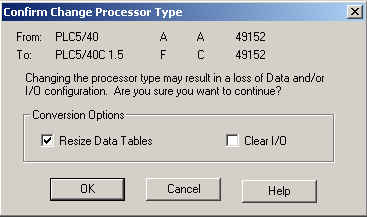 Confirm Change Processor Type
From: PLC5/40 A A 49152
To: PLC5/40C 1.5 F C 49152
Changing the processor type may result in a loss of Data and/or
I/O configuration. Are you sure you want to continue?
Conversion Options
Resize Data Tables Clear I/O
OK Cancel Help